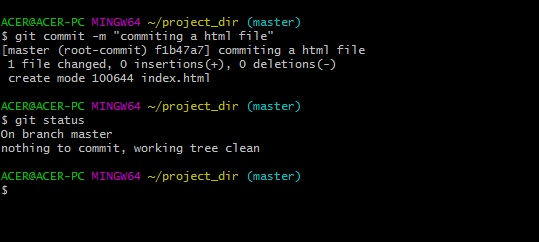 ACER@ACER-PC MINGW64 ~/project_dir (master)
$ git commit -m "commiting a html file"
[master (root-commit) f1b47a7] commiting a html file
 1 file changed, 0 insertions(+), 0 deletions(-)
 create mode 100644 index.html
ACER@ACER-PC MINGW64 ~/project_dir (master)
$ git status
On branch master
nothing to commit, working tree clean
ACER@ACER-PC MINGW64 ~/project_dir (master)
$